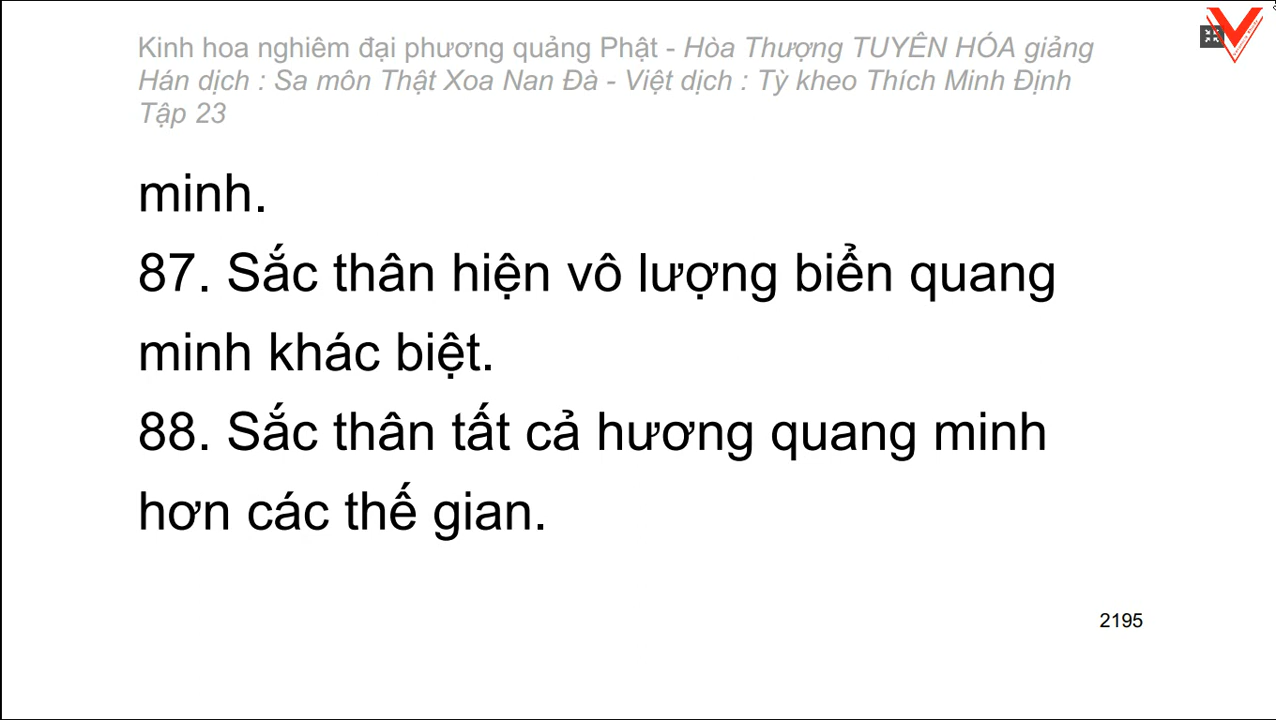 Kinh hoa nghiêm đại phương quảng Phật - Hòa Thượng TUYÊN HÓA giảng
Hán dịch : Sa môn Thật Xoa Nan Đà - Việt dịch : Tỳ kheo Thích Minh Định
Tập 23
minh.
87. Sắc thân hiện vô lượng biển quang
minh khác biệt.
88. Sắc thân tất cả hương quang minh
hơn các thế gian.
2195